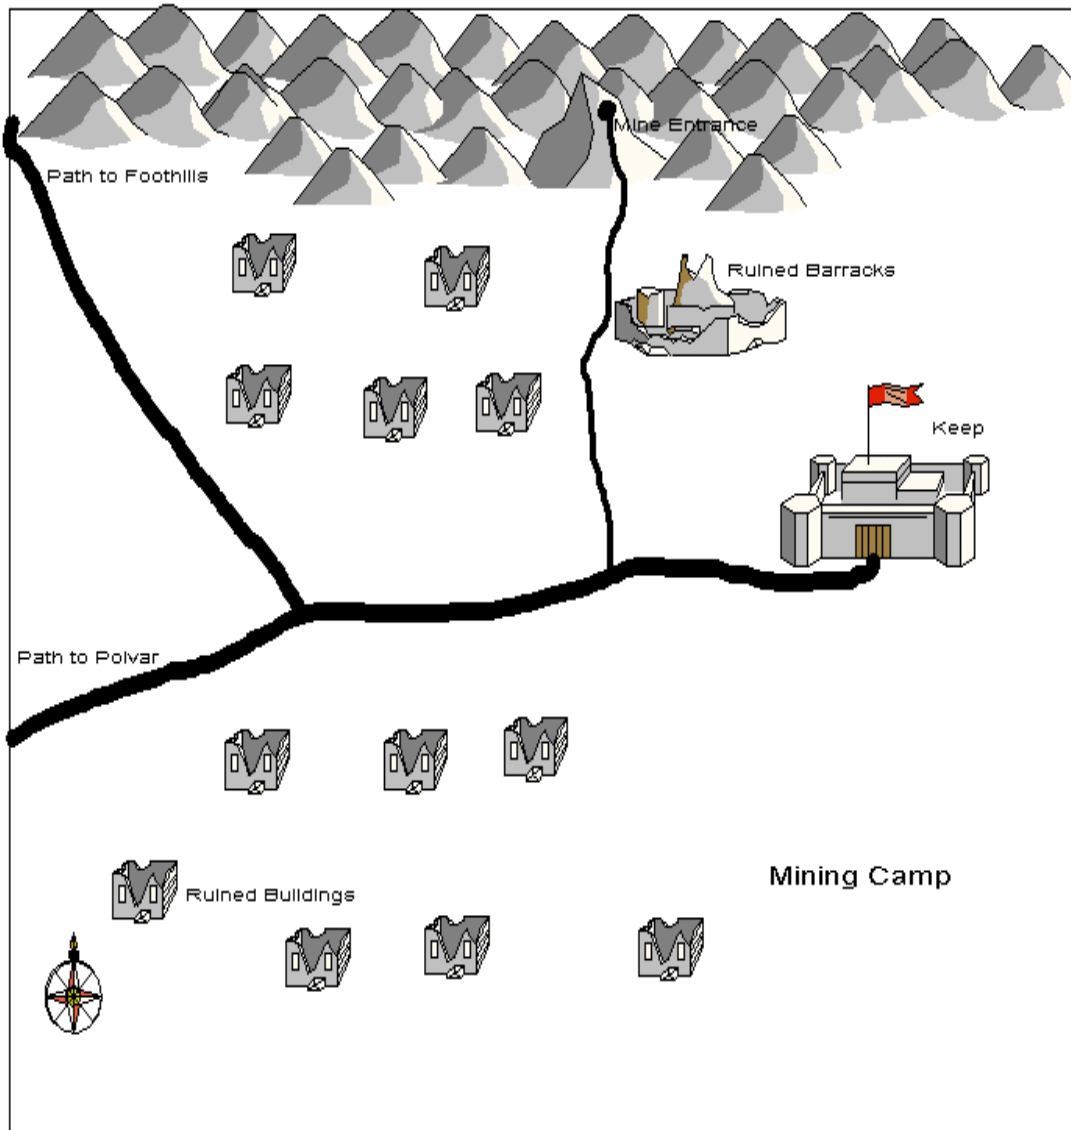 Mine Entrance
Path to Foothills
Ruined Barracks
Keep
Path to Polvar
Mining Camp
Ruined Buildings